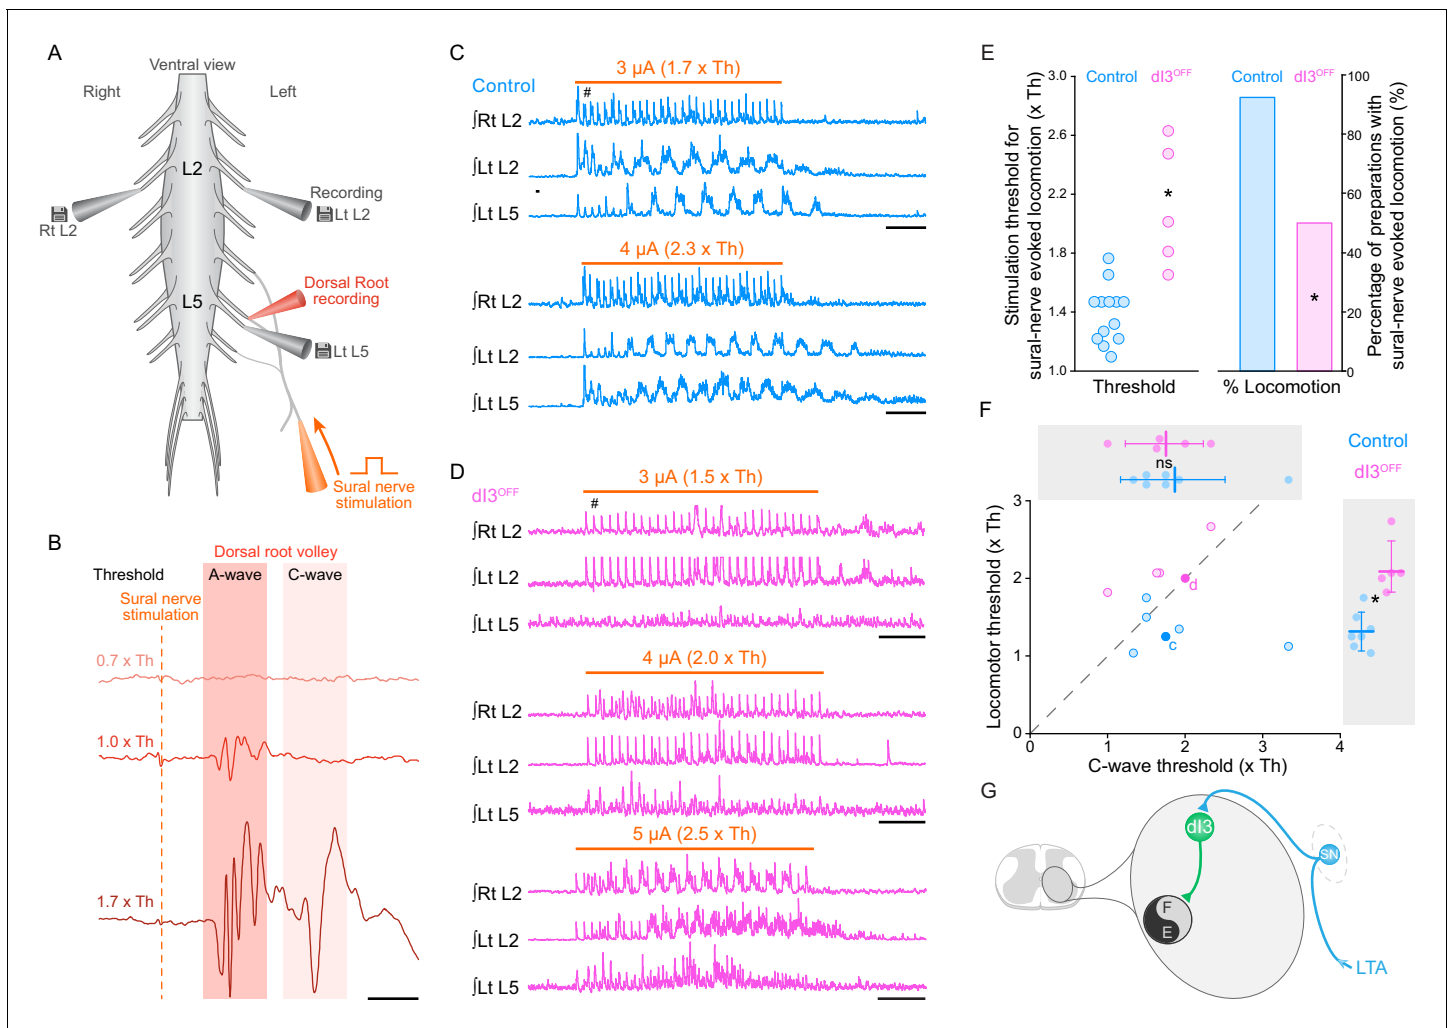 A
Ventral view
Right
Left
L2
Recording
Lt L2
Rt L2
Dorsal Root
recording
L5
Lt L5
Sural nerve
stimulation
B
Dorsal root volley
Threshold
A-wave
C-wave
Sural nerve
stimulation
0.7 x Th
1.0 x Th
1.7 x Th
C
Control
3 µA (1.7 x Th)
#
∫Rt L2
∫Lt L2
∫Lt L5
4 µA (2.3 x Th)
∫Rt L2
∫Lt L2
∫Lt L5
D
dI3OFF
3 µA (1.5 x Th)
#
∫Rt L2
∫Lt L2
∫Lt L5
4 µA (2.0 x Th)
∫Rt L2
∫Lt L2
∫Lt L5
5 µA (2.5 x Th)
∫Rt L2
∫Lt L2
∫Lt L5
E
Stimulation threshold for
sural-nerve evoked locomotion (x Th)
3.0
2.6
2.2
1.8
1.4
1.0
Control
dI3OFF
*
Threshold
Control
dI3OFF
*
% Locomotion
100
80
60
40
20
0
Percentage of preparations with
sural-nerve evoked locomotion (%)
F
ns
Control
dI3OFF
Locomotor threshold (x Th)
3
2
1
0
d
c
*
0
1
2
3
4
C-wave threshold (x Th)
G
dI3
SN
F
E
LTA